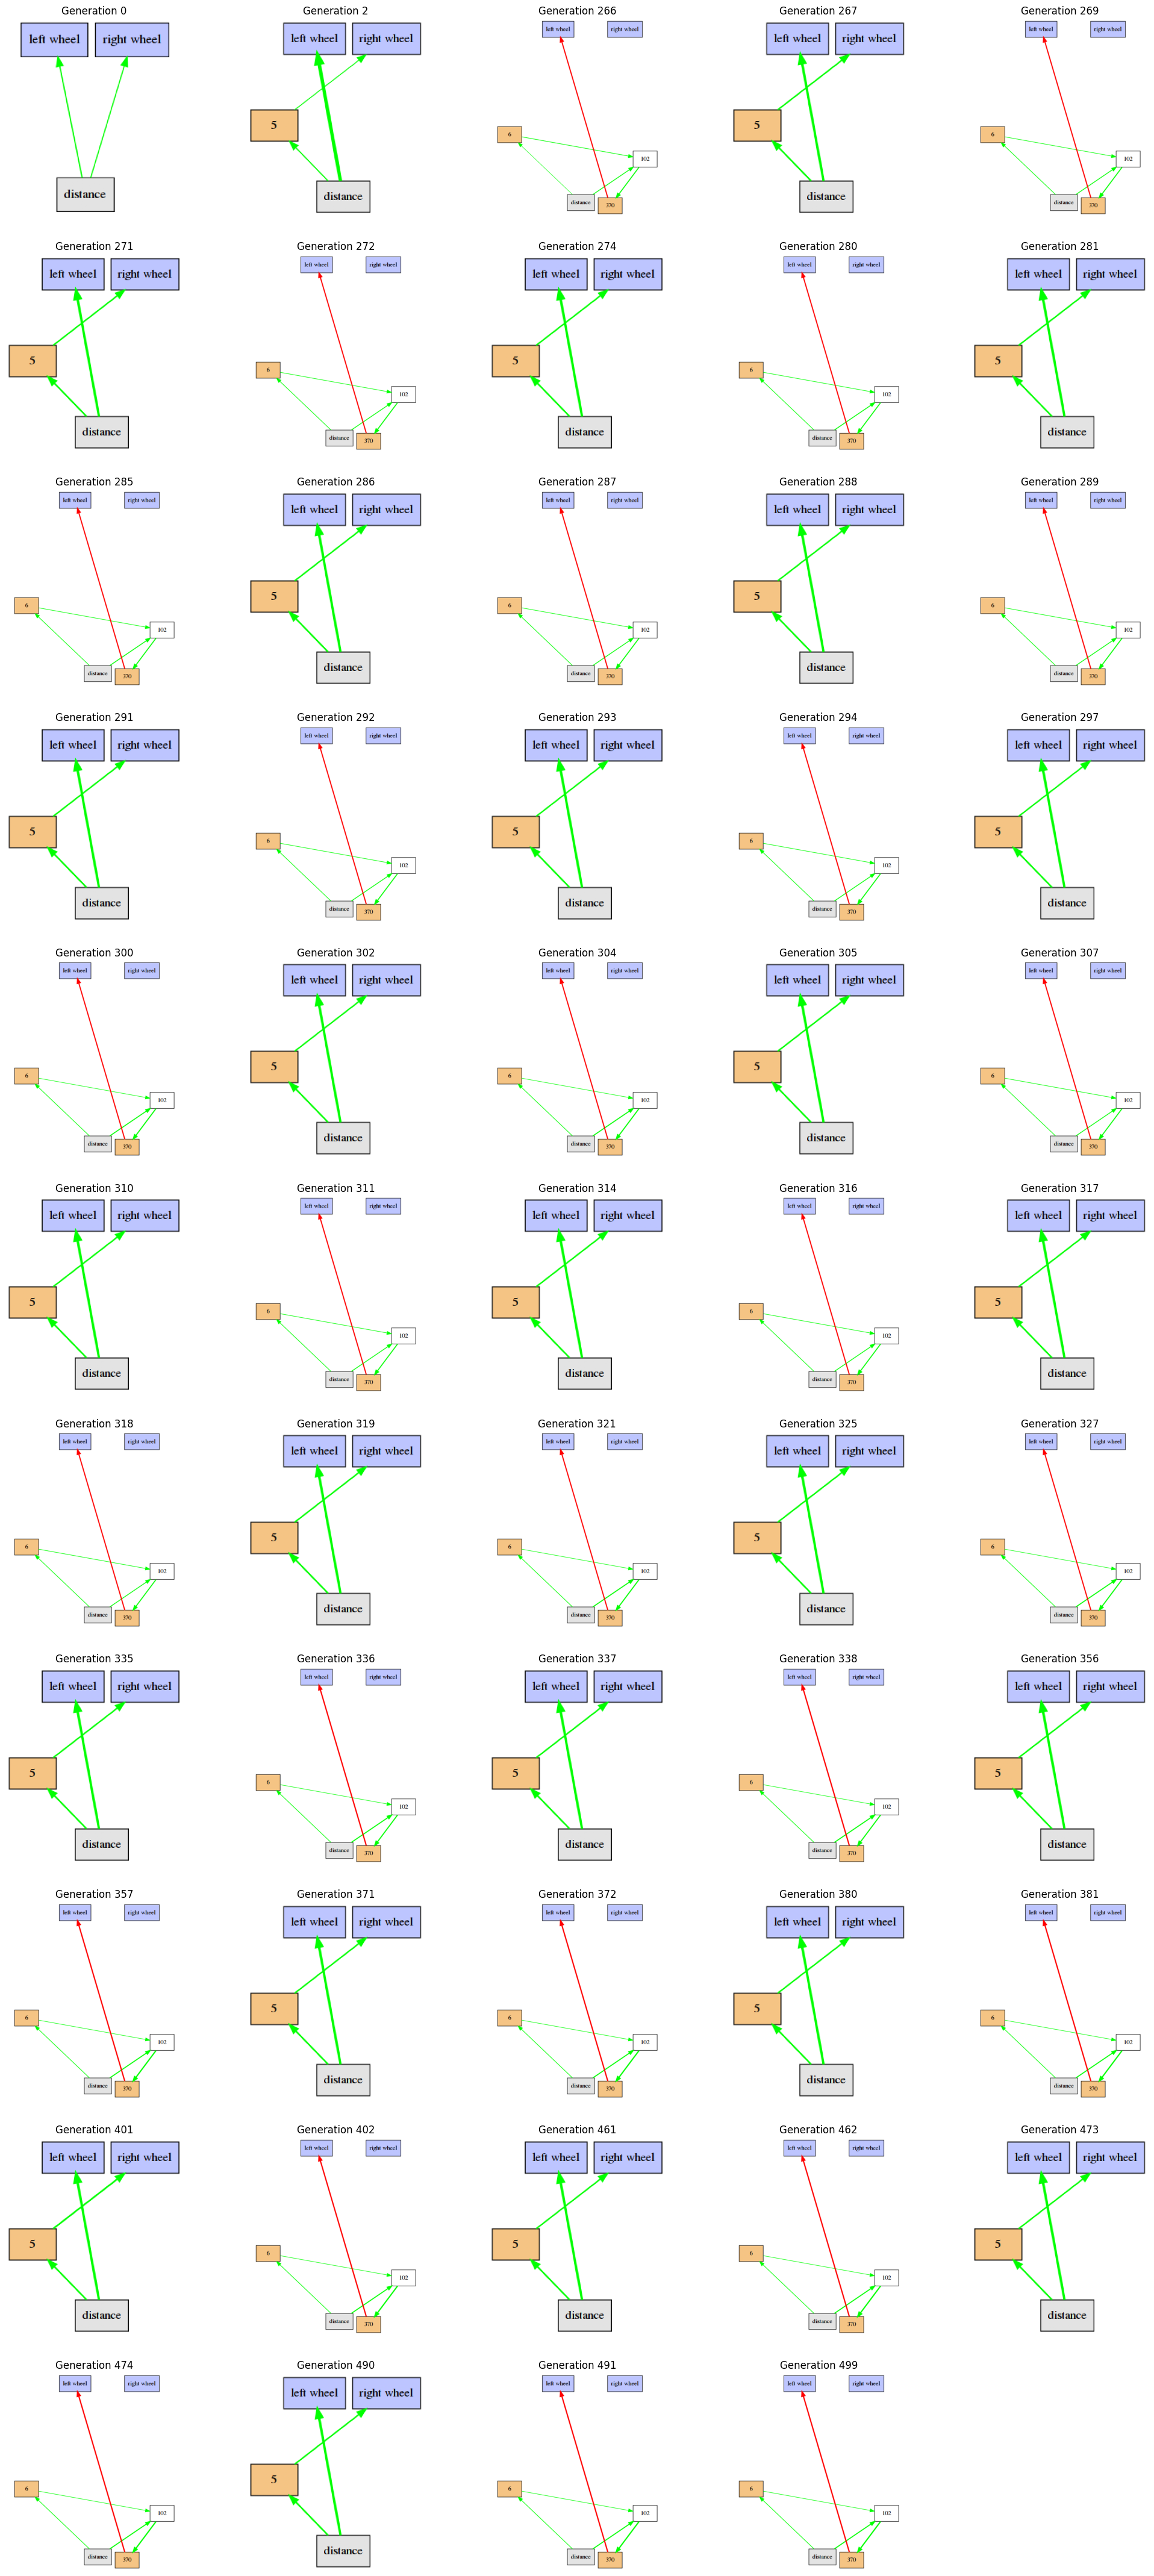 Generation 0
left wheel right wheel
distance
Generation 2
left wheel right wheel
5
distance
Generation 266
left wheel right wheel
6
102
distance 370
Generation 267
left wheel right wheel
5
distance
Generation 269
left wheel right wheel
6
102
distance 370
Generation 271
left wheel right wheel
5
distance
Generation 272
left wheel right wheel
6
102
distance 370
Generation 274
left wheel right wheel
5
distance
Generation 280
left wheel right wheel
6
102
distance 370
Generation 281
left wheel right wheel
5
distance
Generation 285
left wheel right wheel
6
102
distance 370
Generation 286
left wheel right wheel
5
distance
Generation 287
left wheel right wheel
6
102
distance 370
Generation 288
left wheel right wheel
5
distance
Generation 289
left wheel right wheel
6
102
distance 370
Generation 291
left wheel right wheel
5
distance
Generation 292
left wheel right wheel
6
102
distance 370
Generation 293
left wheel right wheel
5
distance
Generation 294
left wheel right wheel
6
102
distance 370
Generation 297
left wheel right wheel
5
distance
Generation 300
left wheel right wheel
6
102
distance 370
Generation 302
left wheel right wheel
5
distance
Generation 304
left wheel right wheel
6
102
distance 370
Generation 305
left wheel right wheel
5
distance
Generation 307
left wheel right wheel
6
102
distance 370
Generation 310
left wheel right wheel
5
distance
Generation 311
left wheel right wheel
6
102
distance 370
Generation 314
left wheel right wheel
5
distance
Generation 316
left wheel right wheel
6
102
distance 370
Generation 317
left wheel right wheel
5
distance
Generation 318
left wheel right wheel
6
102
distance 370
Generation 319
left wheel right wheel
5
distance
Generation 321
left wheel right wheel
6
102
distance 370
Generation 325
left wheel right wheel
5
distance
Generation 327
left wheel right wheel
6
102
distance 370
Generation 335
left wheel right wheel
5
distance
Generation 336
left wheel right wheel
6
102
distance 370
Generation 337
left wheel right wheel
5
distance
Generation 338
left wheel right wheel
6
102
distance 370
Generation 356
left wheel right wheel
5
distance
Generation 357
left wheel right wheel
6
102
distance 370
Generation 371
left wheel right wheel
5
distance
Generation 372
left wheel right wheel
6
102
distance 370
Generation 380
left wheel right wheel
5
distance
Generation 381
left wheel right wheel
6
102
distance 370
Generation 401
left wheel right wheel
5
distance
Generation 402
left wheel right wheel
6
102
distance 370
Generation 461
left wheel right wheel
5
distance
Generation 462
left wheel right wheel
6
102
distance 370
Generation 473
left wheel right wheel
5
distance
Generation 474
left wheel right wheel
6
102
distance 370
Generation 490
left wheel right wheel
5
distance
Generation 491
left wheel right wheel
6
102
distance 370
Generation 499
left wheel right wheel
6
102
distance 370